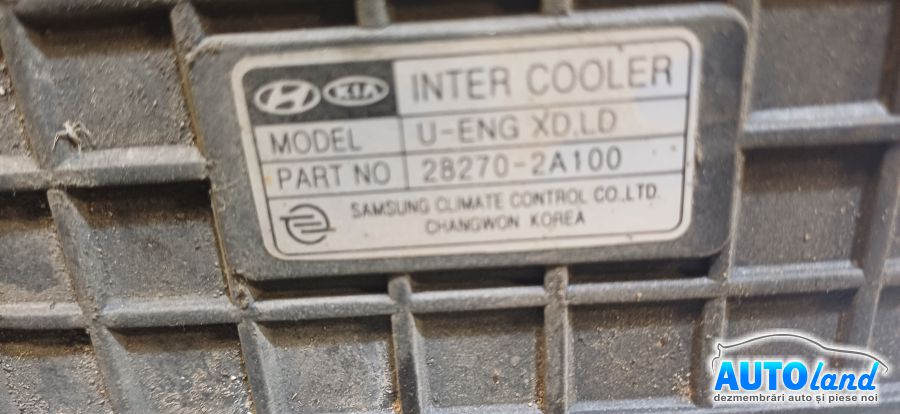 KIA INTER COOLER
MODEL U-ENG XD.LD
PART NO 28270-2A100
SAMSUNG CLIMATE CONTROL CO.,LTD.
CHANGWON KOREA
AUTOland
dezmembrări auto și piese noi